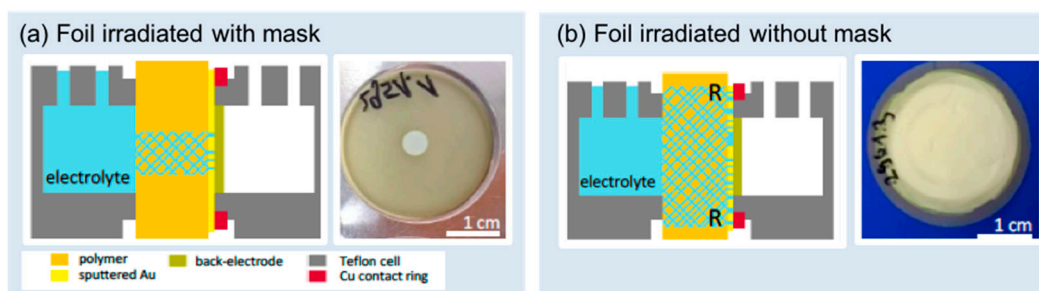 (a) Foil irradiated with mask
electrolyte
1 cm
polymer
sputtered Au
back-electrode
Teflon cell
Cu contact ring
(b) Foil irradiated without mask
R
electrolyte
R
1 cm